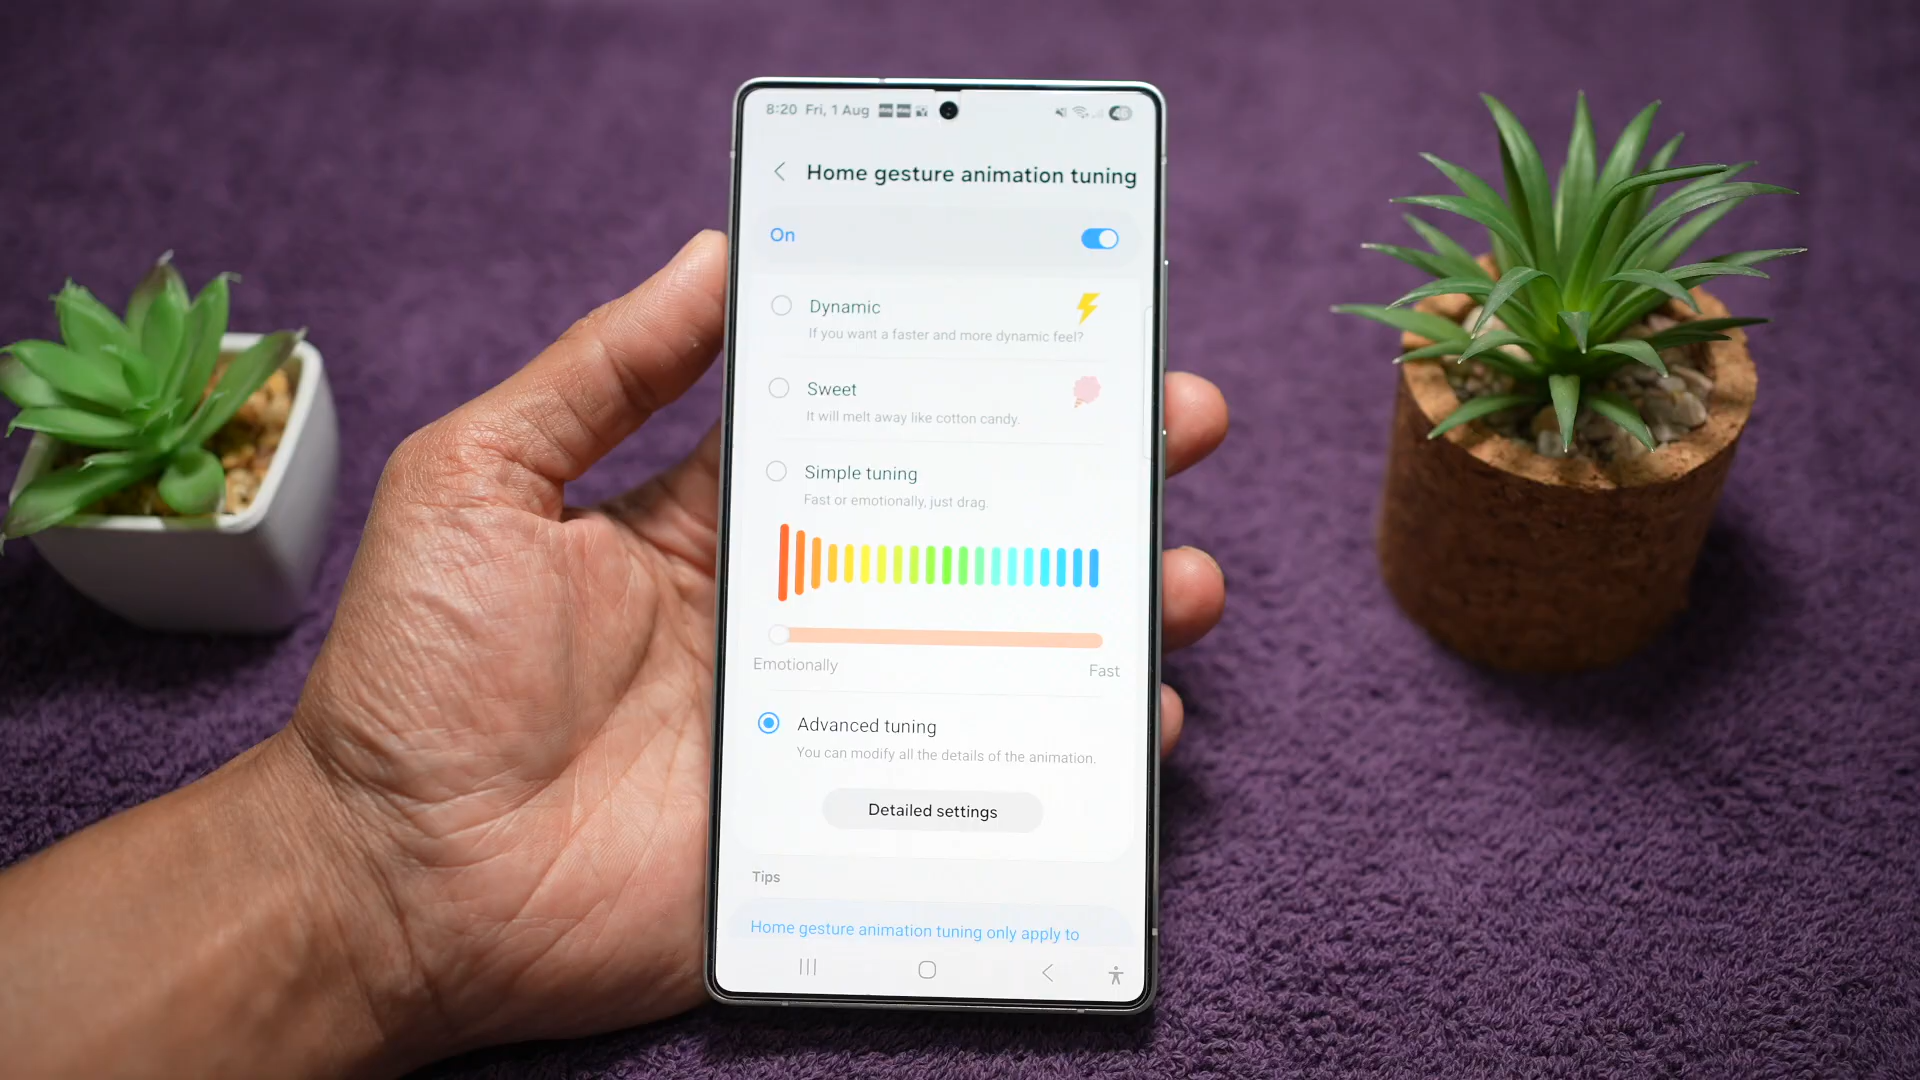 8:20 Fri, 1 Aug
Home gesture animation tuning
On
Dynamic
If you want a faster and more dynamic feel?
Sweet
It will melt away like cotton candy.
Simple tuning
Fast or emotionally, just drag.
Emotionally Fast
Advanced tuning
You can modify all the details of the animation.
Detailed settings
Tips
Home gesture animation tuning only apply to